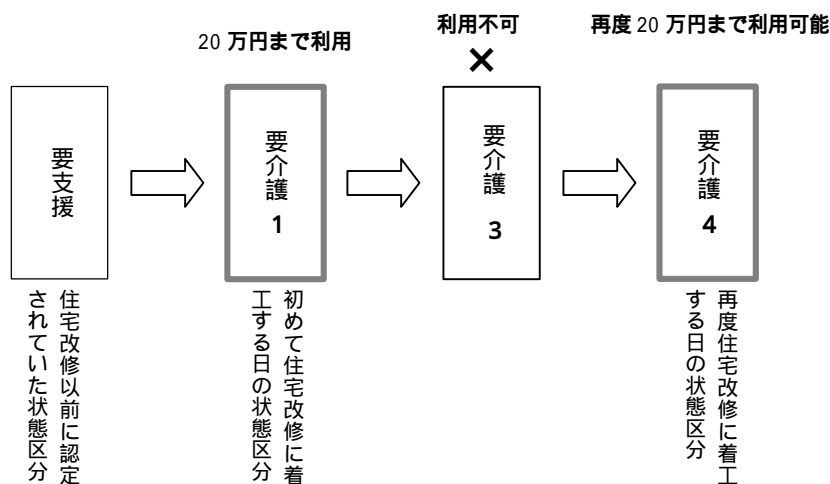 20 万円まで利用
利用不可
×
再度 20 万円まで利用可能
要支援
要介護
1
要介護
3
要介護
4
住宅改修以前に認定
されていた状態区分
初めて住宅改修に着
工する日の状態区分
再度住宅改修に着工
する日の状態区分